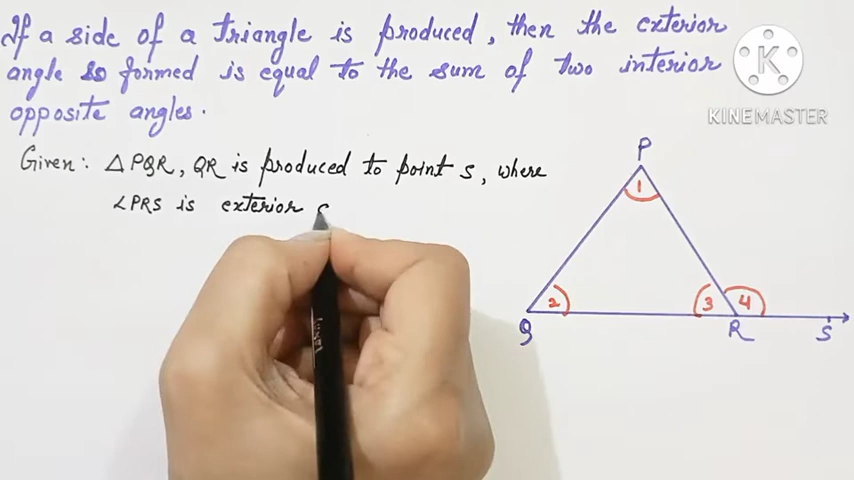 If a side of a triangle is produced, then the exterior
angle so formed is equal to the sum of two interior
opposite angles.
Given: △PQR, QR is produced to point S, where
∠PRS is exterior
K
KINEMASTER
P
1
2
3
4
Q
R
S